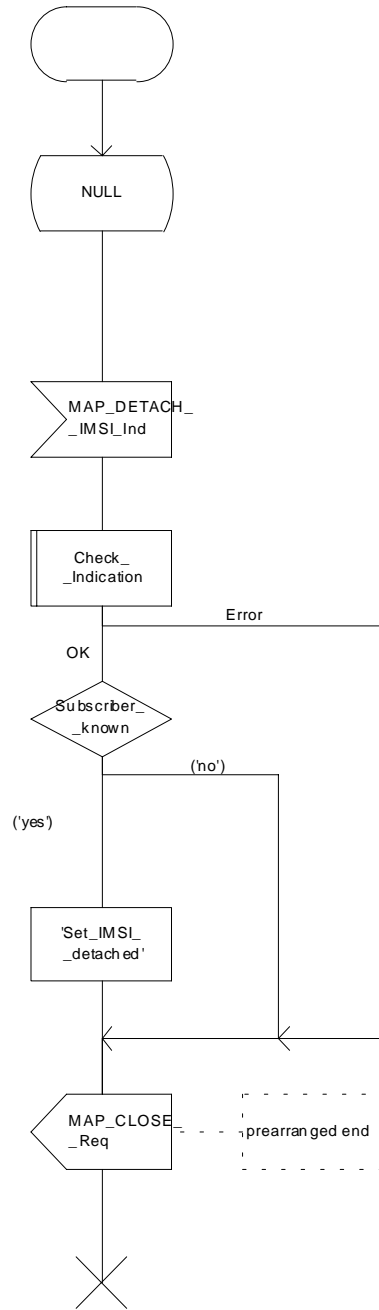 NULL
MAP_DETACH_
_IMSI_Ind
Check_
_Indication
Error
OK
Subscriber_
_known
('no')
('yes')
'Set_IMSI_
_detached'
MAP_CLOSE_
_Req
prearranged end